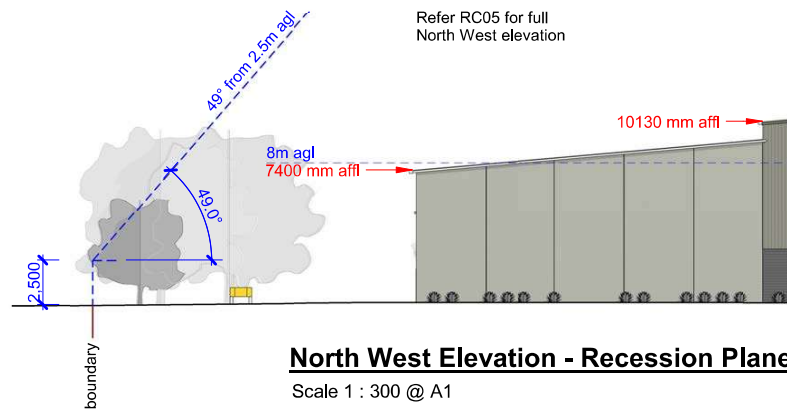 Refer RC05 for full
North West elevation
49° from 2.5m agl
10130 mm affl
8m agl
7400 mm affl
49.0°
2,500
boundary
North West Elevation - Recession Plane
Scale 1 : 300 @ A1